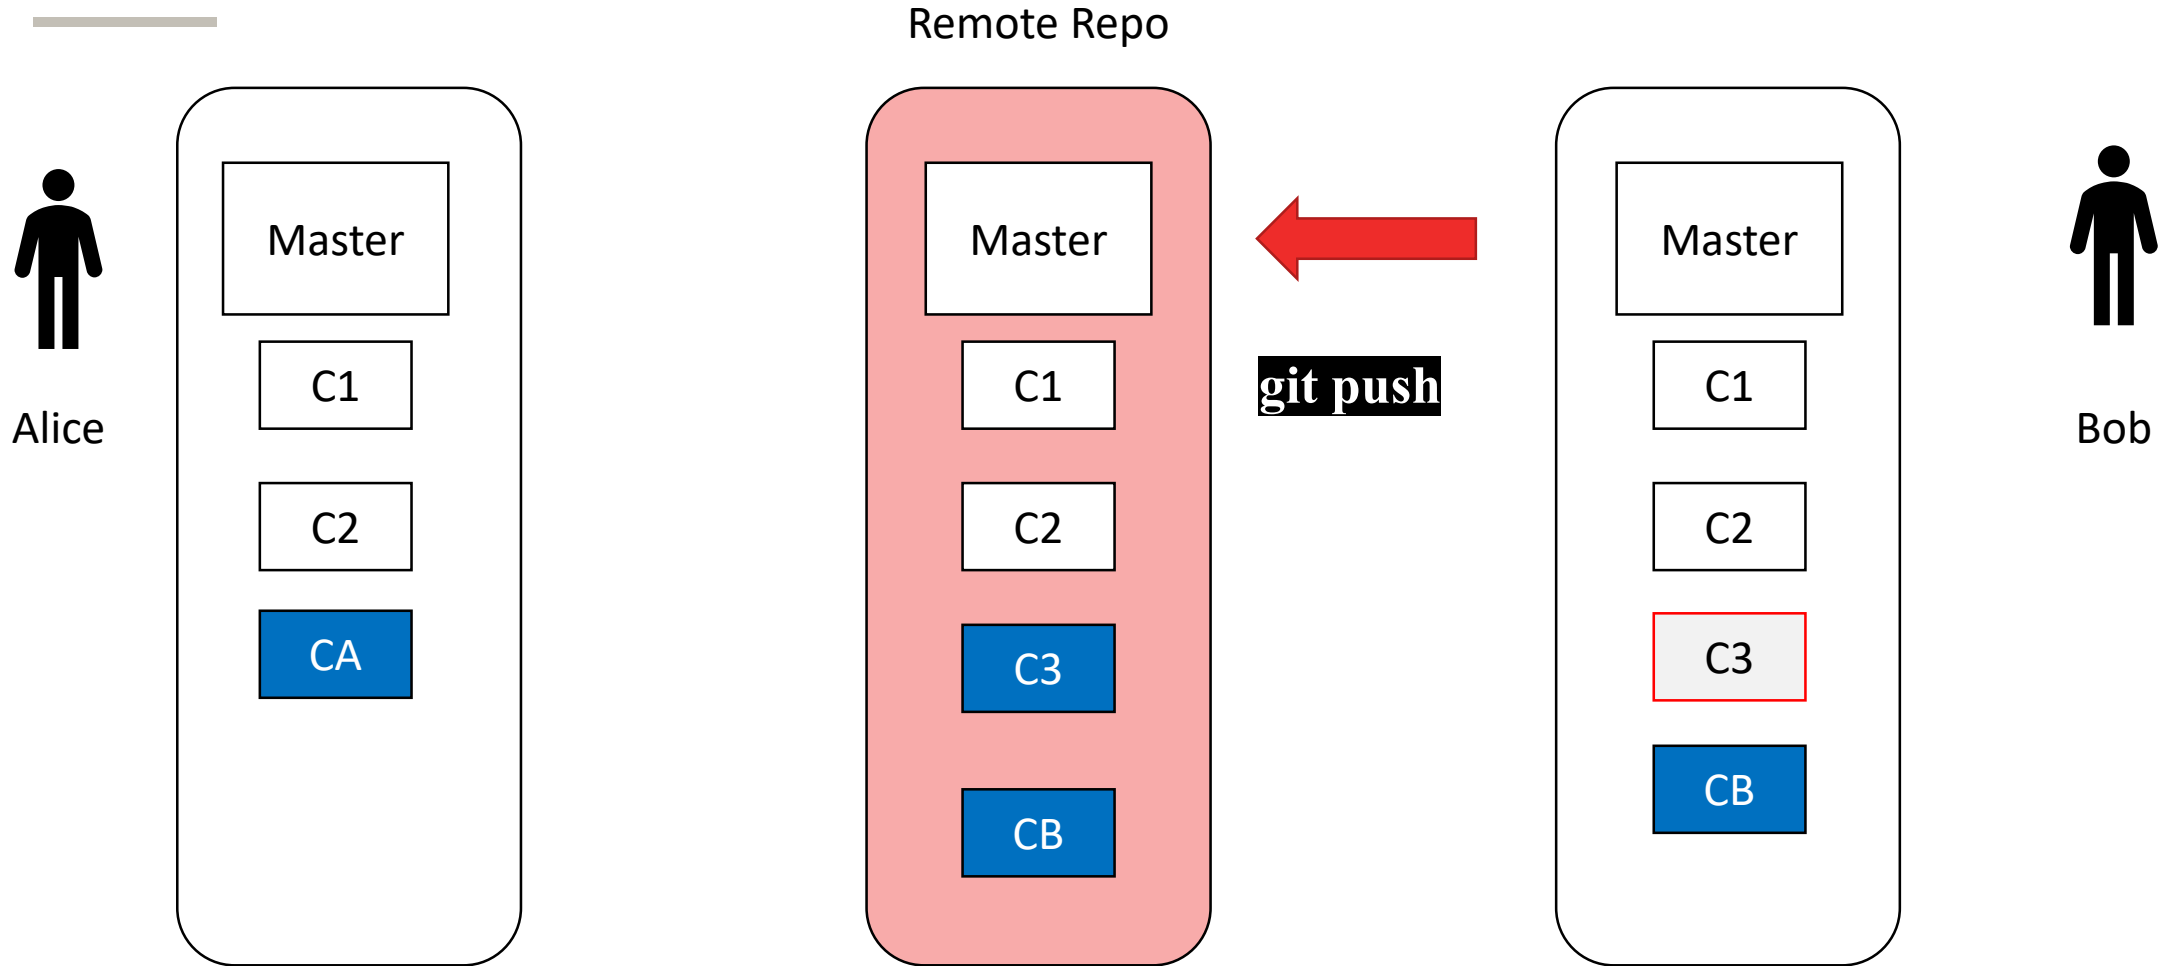 Remote Repo
Alice
Master
C1
C2
CA
Master
C1
C2
C3
CB
git push
Master
C1
C2
C3
CB
Bob